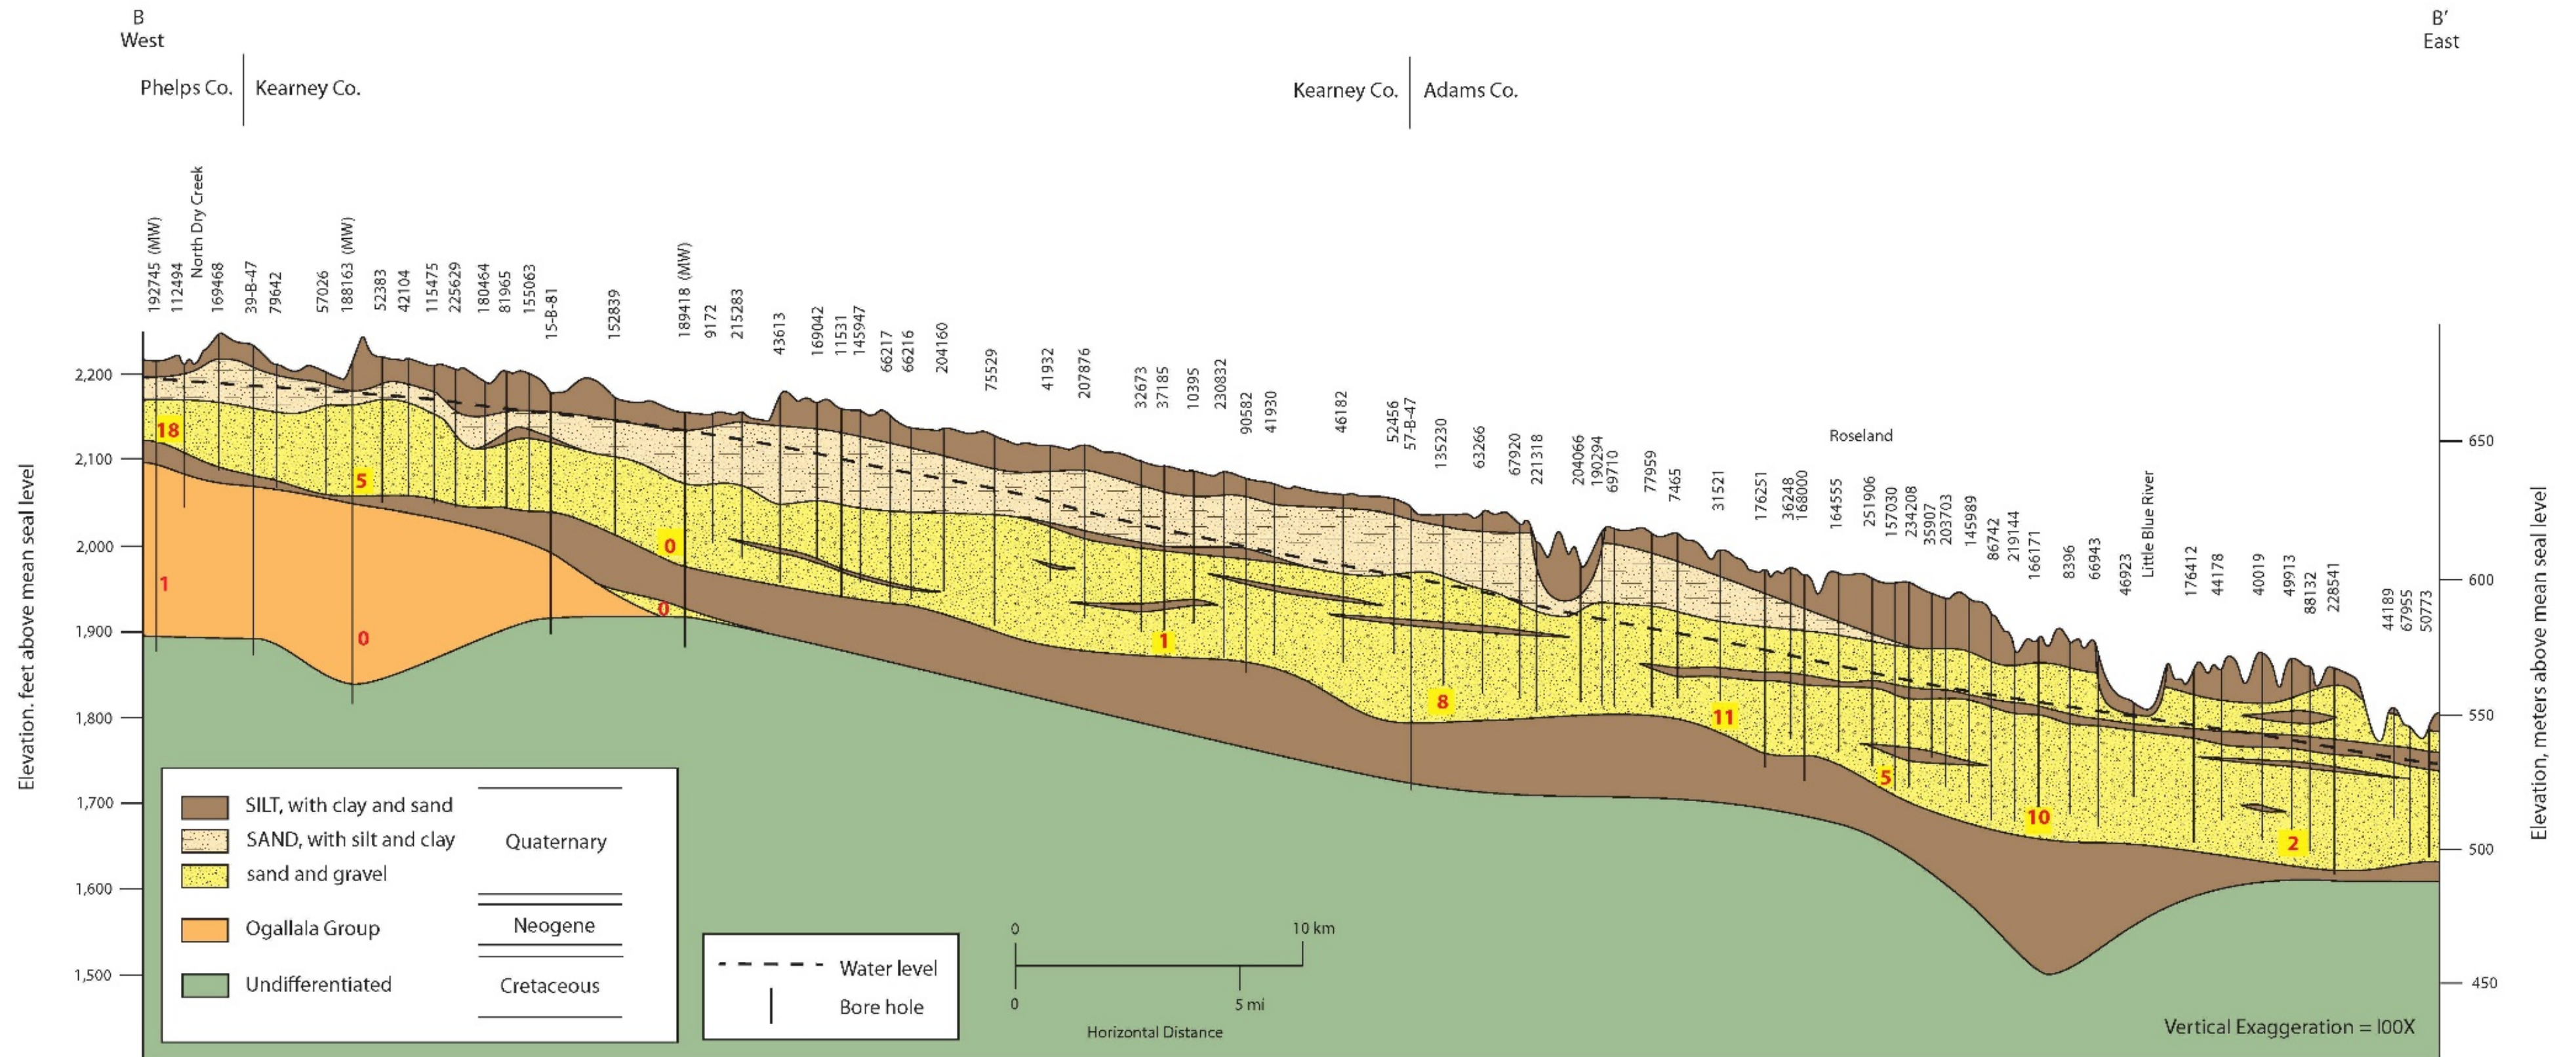 B
West
B′
East
Phelps Co.
Kearney Co.
Kearney Co.
Adams Co.
192745 (MW)
112494
North Dry Creek
169468
39-B-47
79642
57026
188163 (MW)
52383
42104
115475
225629
180464
81965
155063
15-B-81
152839
189418 (MW)
9172
215283
43613
169042
11531
145947
66217
66216
204160
75529
41932
207876
32673
37185
10395
230832
90582
41930
46182
52456
57-B-47
135230
63266
67920
221318
204066
190294
69710
77959
7465
31521
176251
36248
168000
164555
Roseland
251906
157030
234208
35907
203703
145989
86742
219144
166171
8396
66943
46923
Little Blue River
176412
44178
40019
49913
88132
228541
44189
67955
50773
Elevation. feet above mean seal level
2,200
2,100
2,000
1,900
1,800
1,700
1,600
1,500
18
5
1
0
0
0
1
8
11
5
10
2
650
600
550
500
450
Elevation, meters above mean seal level
SILT, with clay and sand
SAND, with silt and clay
sand and gravel
Quaternary
Ogallala Group
Neogene
Undifferentiated
Cretaceous
Water level
Bore hole
0
10 km
0
5 mi
Horizontal Distance
Vertical Exaggeration = I00X